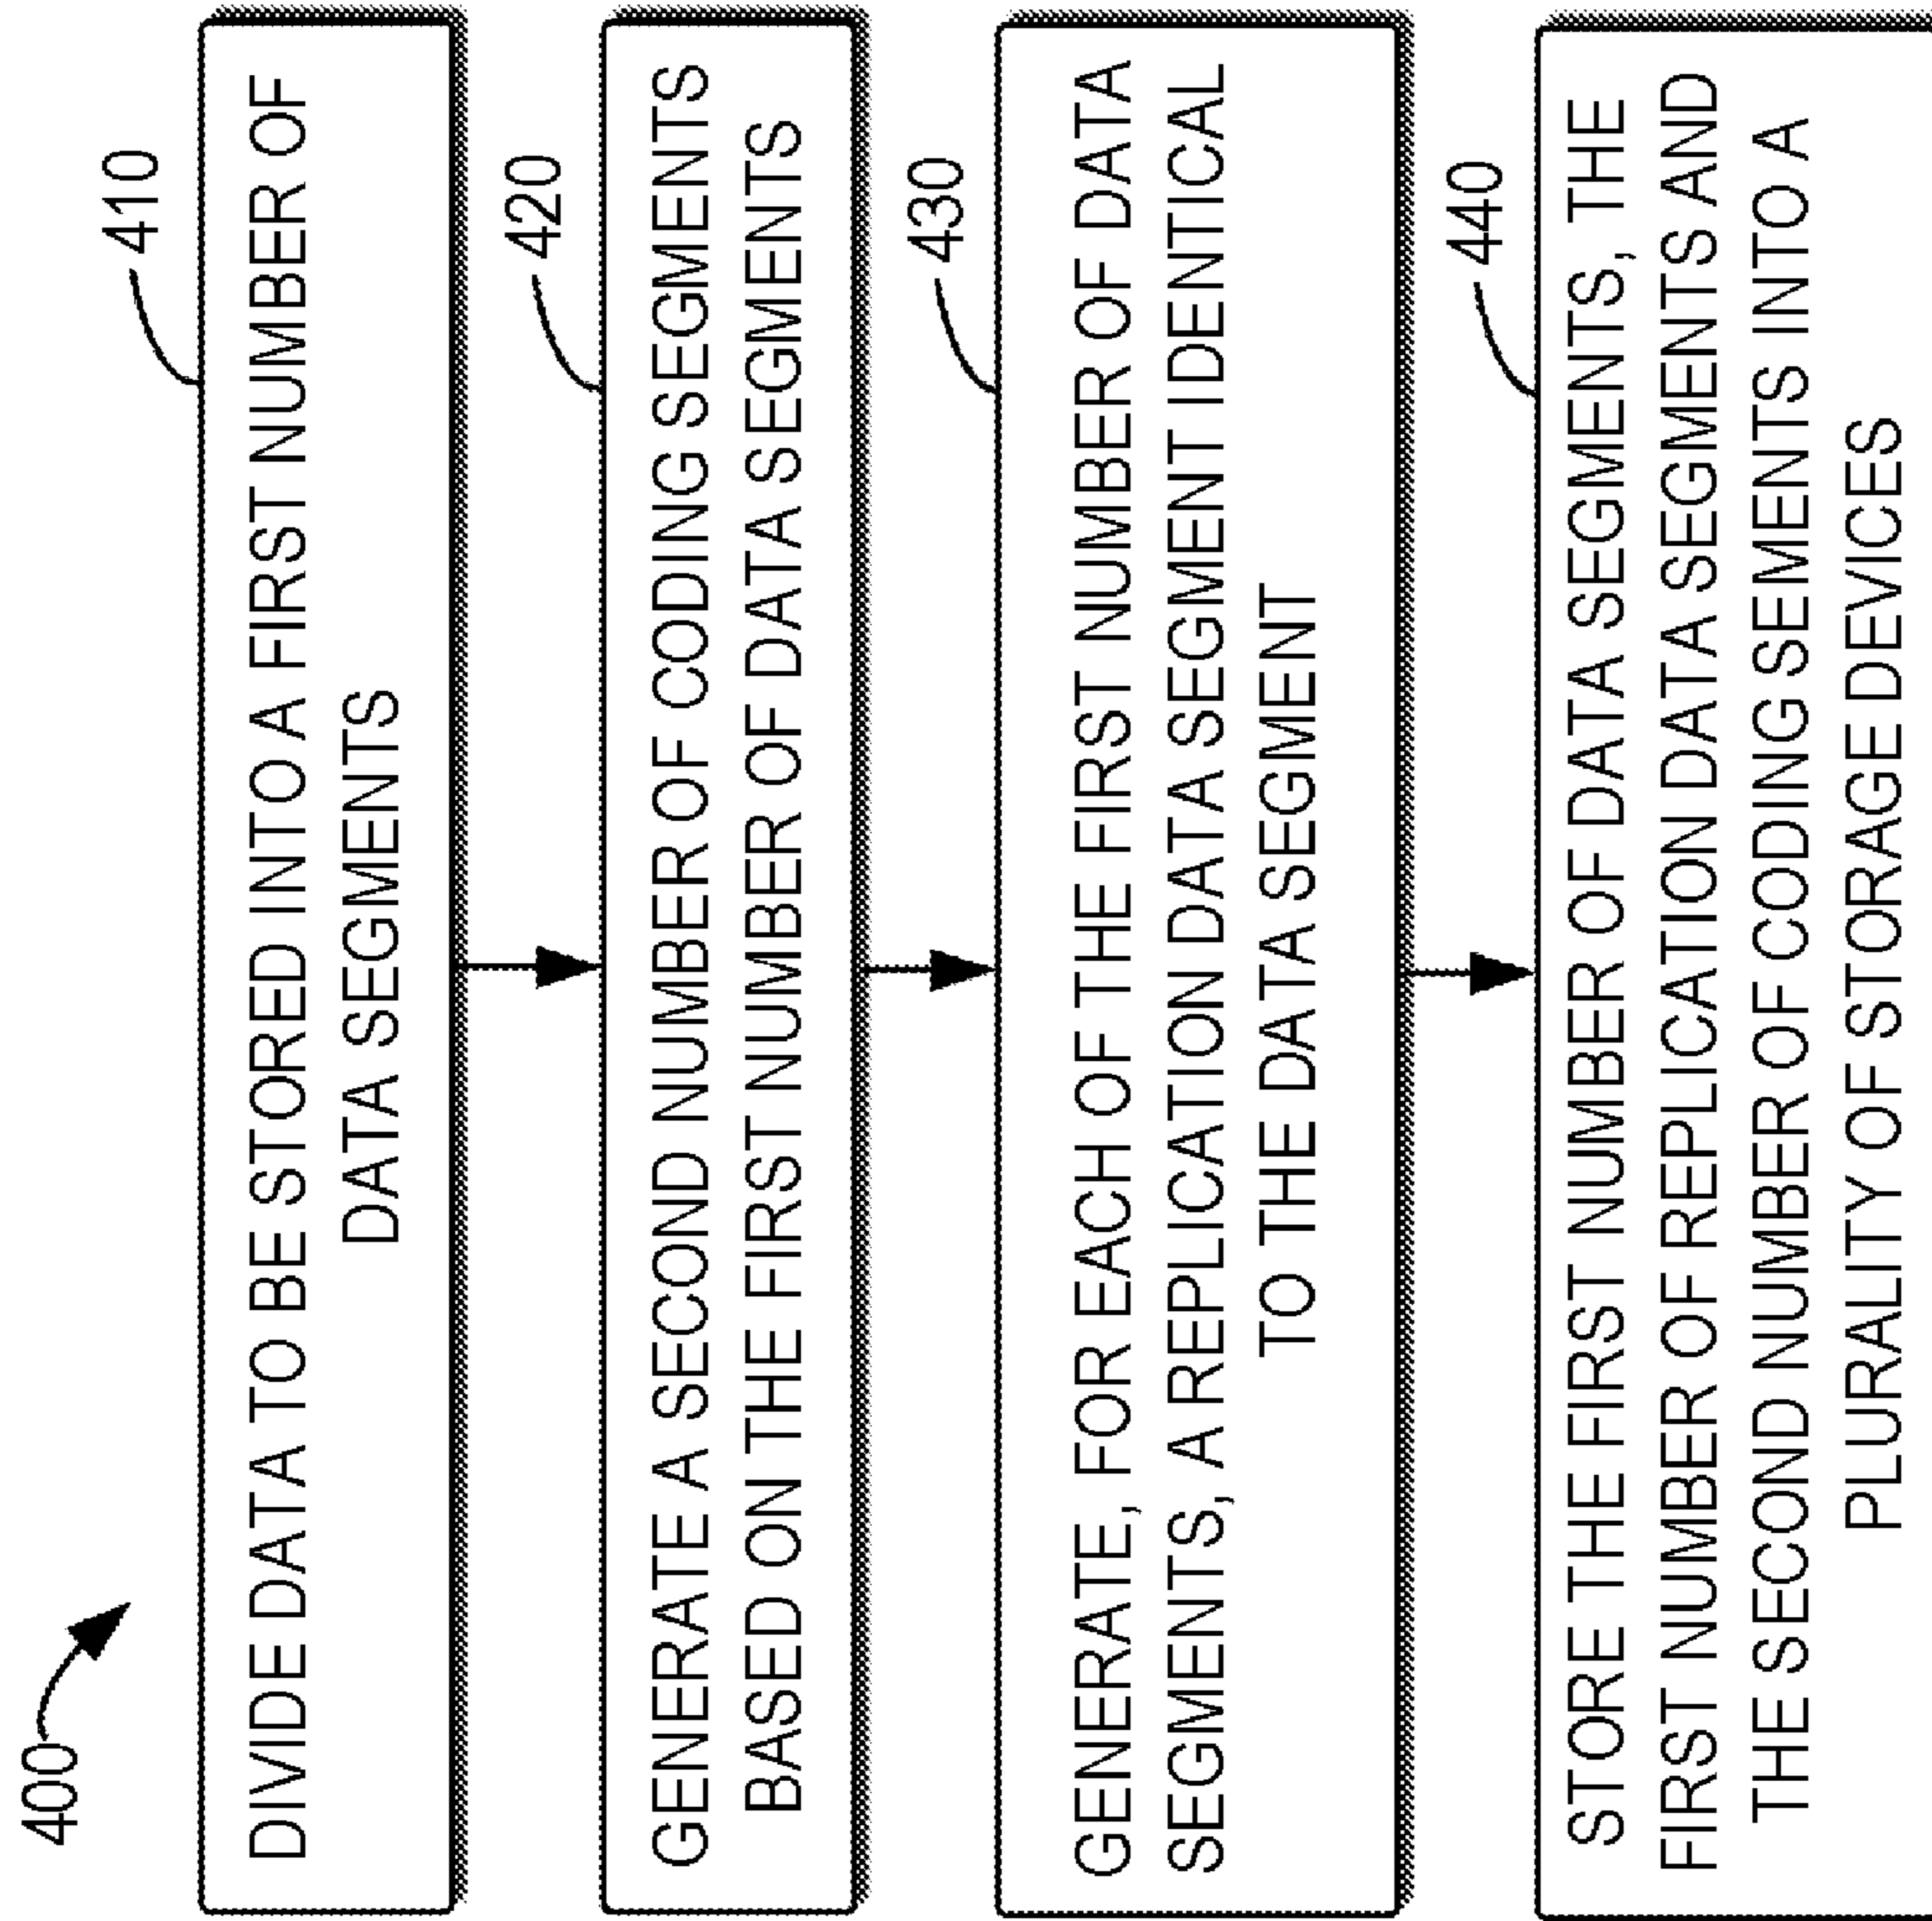 400
410
DIVIDE DATA TO BE STORED INTO A FIRST NUMBER OF
DATA SEGMENTS
420
GENERATE A SECOND NUMBER OF CODING SEGMENTS
BASED ON THE FIRST NUMBER OF DATA SEGMENTS
430
GENERATE, FOR EACH OF THE FIRST NUMBER OF DATA
SEGMENTS, A REPLICATION DATA SEGMENT IDENTICAL
TO THE DATA SEGMENT
440
STORE THE FIRST NUMBER OF DATA SEGMENTS, THE
FIRST NUMBER OF REPLICATION DATA SEGMENTS AND
THE SECOND NUMBER OF CODING SEMENTS INTO A
PLURALITY OF STORAGE DEVICES